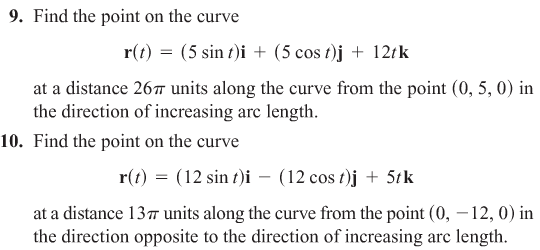 9. Find the point on the curve
r(t) = (5 sin t)i + (5 cos t)j + 12tk
at a distance 26π units along the curve from the point (0, 5, 0) in
the direction of increasing arc length.
10. Find the point on the curve
r(t) = (12 sin t)i − (12 cos t)j + 5tk
at a distance 13π units along the curve from the point (0, −12, 0) in
the direction opposite to the direction of increasing arc length.